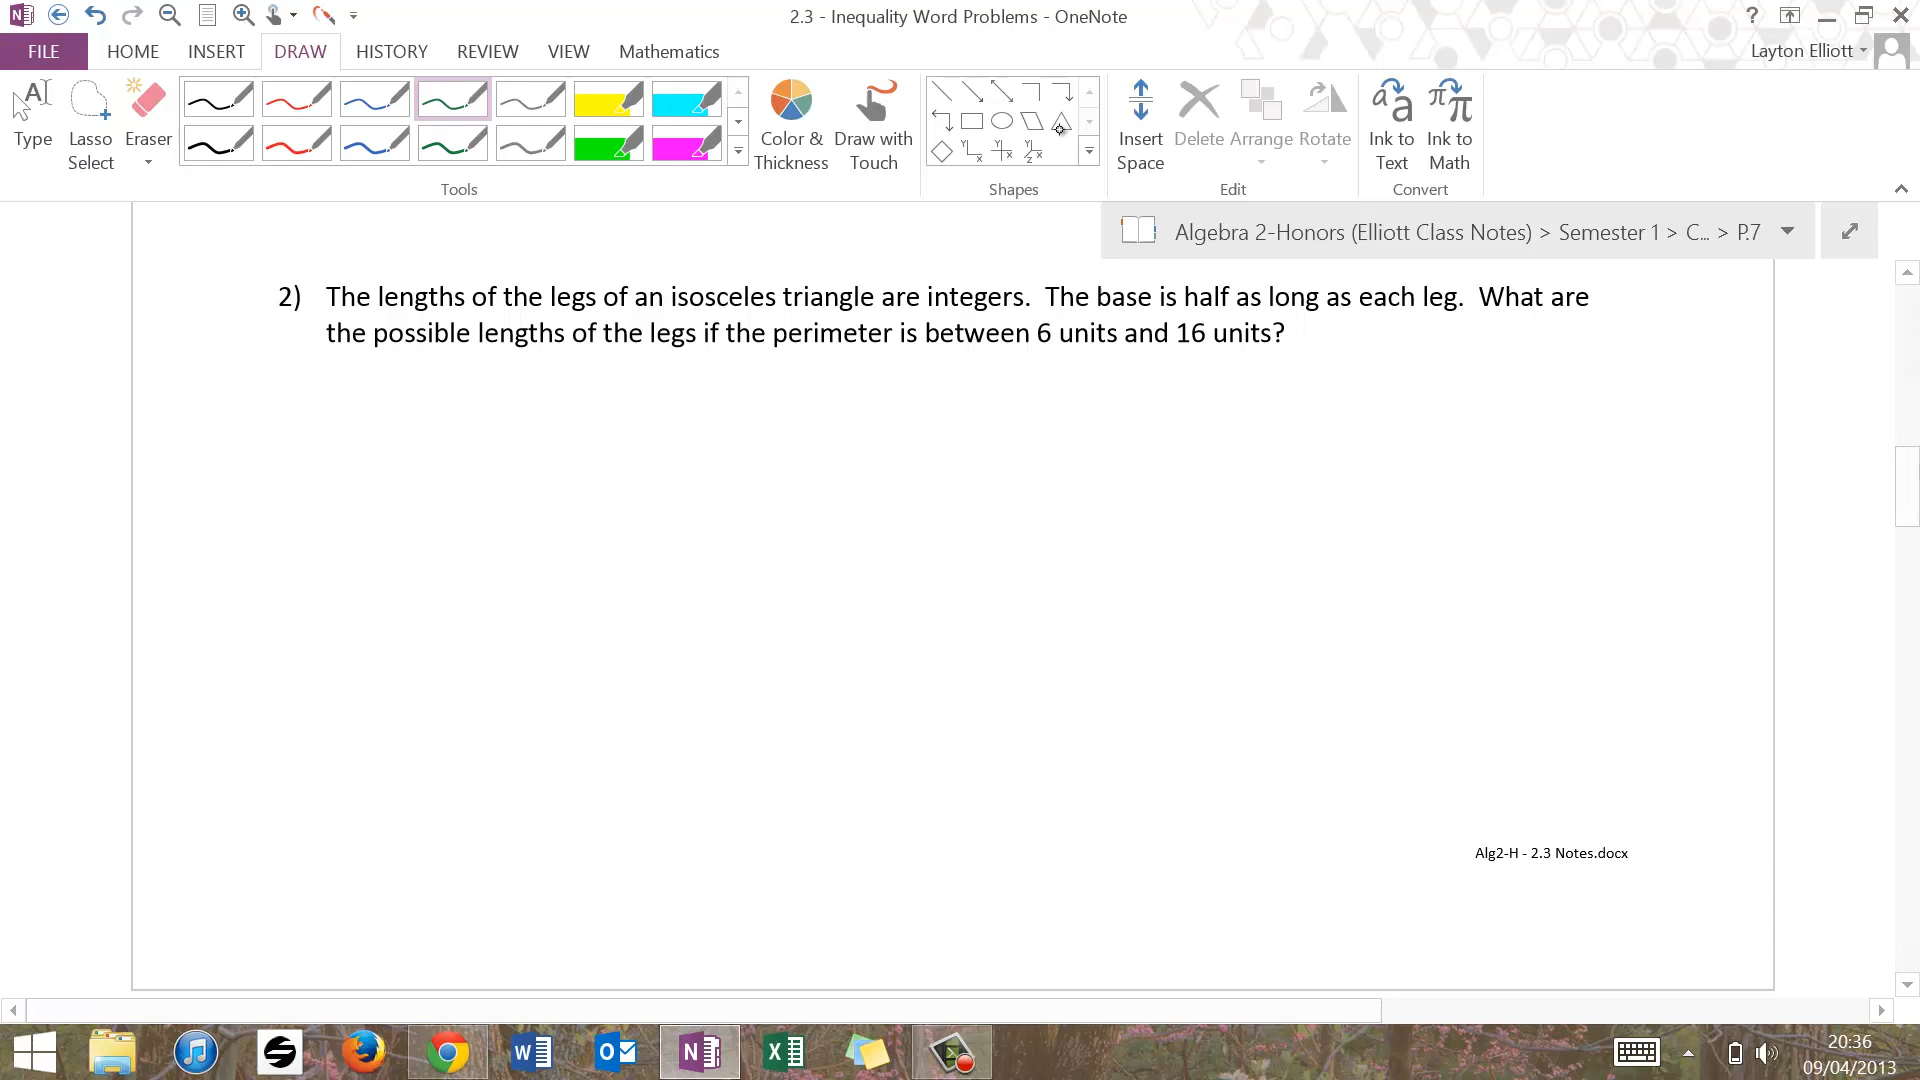 2.3 - Inequality Word Problems - OneNote
FILE HOME INSERT DRAW HISTORY REVIEW VIEW Mathematics
Layton Elliott
Type
Lasso Select
Eraser
Color & Thickness
Draw with Touch
Insert Space
Delete Arrange Rotate
Ink to Text
Ink to Math
Tools Shapes Edit Convert
Algebra 2-Honors (Elliott Class Notes) > Semester 1 > C... > P.7
2) The lengths of the legs of an isosceles triangle are integers. The base is half as long as each leg. What are
the possible lengths of the legs if the perimeter is between 6 units and 16 units?
Alg2-H - 2.3 Notes.docx
20:36
09/04/2013